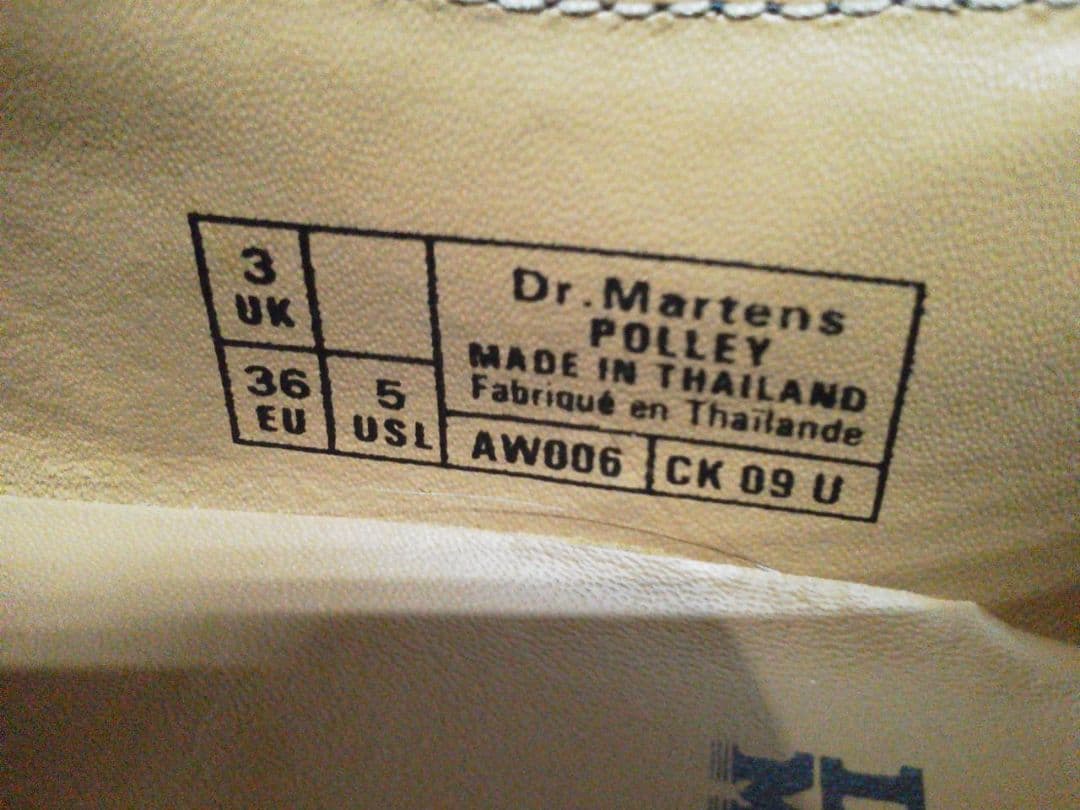 3
UK
36
EU
5
USL
Dr.Martens
POLLEY
MADE IN THAILAND
Fabriqué en Thaïlande
AW006
CK 09 U